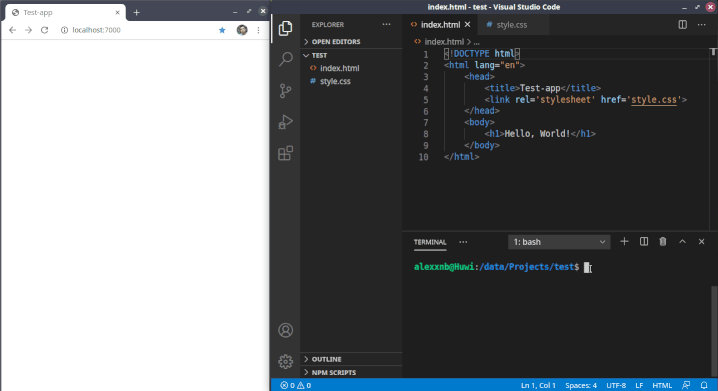 Test-app
localhost:7000
index.html - test - Visual Studio Code
EXPLORER
OPEN EDITORS
TEST
index.html
style.css
OUTLINE
NPM SCRIPTS
index.html
style.css
index.html > ...
1 <!DOCTYPE html>
2 <html lang="en">
3 <head>
4 <title>Test-app</title>
5 <link rel='stylesheet' href='style.css'>
6 </head>
7 <body>
8 <h1>Hello, World!</h1>
9 </body>
10 </html>
TERMINAL
1: bash
alexxnb@Huwi:/data/Projects/test$
0 0
Ln 1, Col 1
Spaces: 4
UTF-8
LF
HTML